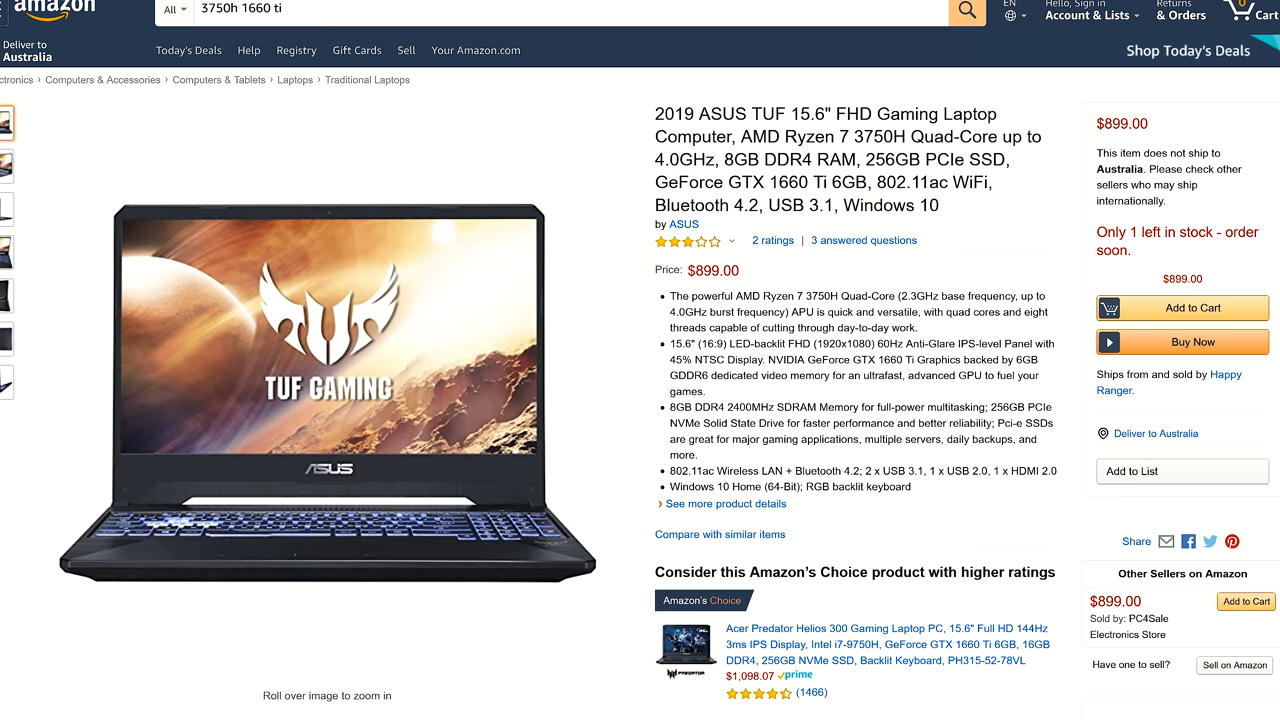 amazon
All
3750h 1660 ti
EN
Hello, Sign in
Account & Lists
Returns
& Orders
0
Cart
Deliver to
Australia
Today's Deals
Help
Registry
Gift Cards
Sell
Your Amazon.com
Shop Today's Deals
ctronics › Computers & Accessories › Computers & Tablets › Laptops › Traditional Laptops
TUF GAMING
ASUS
Roll over image to zoom in
2019 ASUS TUF 15.6" FHD Gaming Laptop
Computer, AMD Ryzen 7 3750H Quad-Core up to
4.0GHz, 8GB DDR4 RAM, 256GB PCIe SSD,
GeForce GTX 1660 Ti 6GB, 802.11ac WiFi,
Bluetooth 4.2, USB 3.1, Windows 10
by ASUS
2 ratings | 3 answered questions
Price: $899.00
• The powerful AMD Ryzen 7 3750H Quad-Core (2.3GHz base frequency, up to
4.0GHz burst frequency) APU is quick and versatile, with quad cores and eight
threads capable of cutting through day-to-day work.
• 15.6" (16:9) LED-backlit FHD (1920x1080) 60Hz Anti-Glare IPS-level Panel with
45% NTSC Display. NVIDIA GeForce GTX 1660 Ti Graphics backed by 6GB
GDDR6 dedicated video memory for an ultrafast, advanced GPU to fuel your
games.
• 8GB DDR4 2400MHz SDRAM Memory for full-power multitasking; 256GB PCIe
NVMe Solid State Drive for faster performance and better reliability; Pci-e SSDs
are great for major gaming applications, multiple servers, daily backups, and
more.
• 802.11ac Wireless LAN + Bluetooth 4.2; 2 x USB 3.1, 1 x USB 2.0, 1 x HDMI 2.0
• Windows 10 Home (64-Bit); RGB backlit keyboard
› See more product details
Compare with similar items
Consider this Amazon's Choice product with higher ratings
Amazon's Choice
Acer Predator Helios 300 Gaming Laptop PC, 15.6" Full HD 144Hz
3ms IPS Display, Intel i7-9750H, GeForce GTX 1660 Ti 6GB, 16GB
DDR4, 256GB NVMe SSD, Backlit Keyboard, PH315-52-78VL
PREDATOR
$1,098.07 prime
(1466)
$899.00
This item does not ship to
Australia. Please check other
sellers who may ship
internationally.
Only 1 left in stock - order
soon.
$899.00
Add to Cart
Buy Now
Ships from and sold by Happy
Ranger.
Deliver to Australia
Add to List
Share
Other Sellers on Amazon
$899.00
Add to Cart
Sold by: PC4Sale
Electronics Store
Have one to sell?
Sell on Amazon